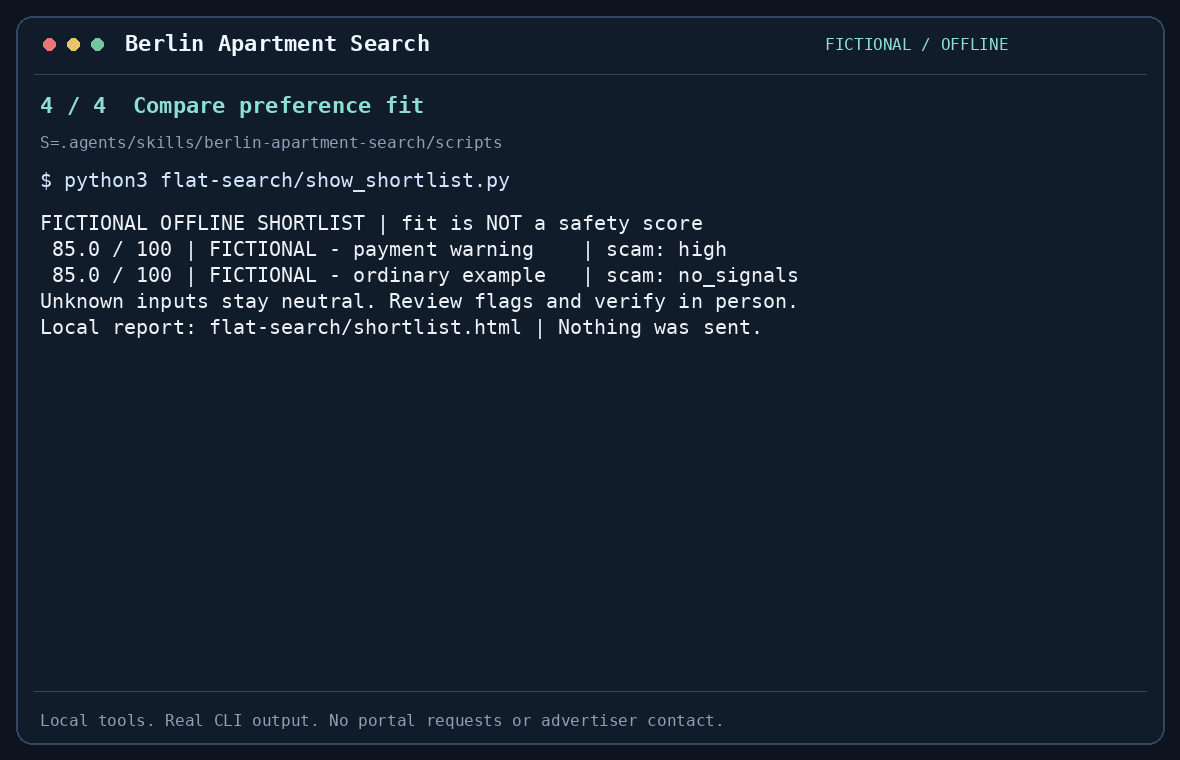 Berlin Apartment Search
FICTIONAL / OFFLINE
4 / 4  Compare preference fit
S=.agents/skills/berlin-apartment-search/scripts
$ python3 flat-search/show_shortlist.py
FICTIONAL OFFLINE SHORTLIST | fit is NOT a safety score
85.0 / 100 | FICTIONAL - payment warning    | scam: high
85.0 / 100 | FICTIONAL - ordinary example   | scam: no_signals
Unknown inputs stay neutral. Review flags and verify in person.
Local report: flat-search/shortlist.html | Nothing was sent.
Local tools. Real CLI output. No portal requests or advertiser contact.